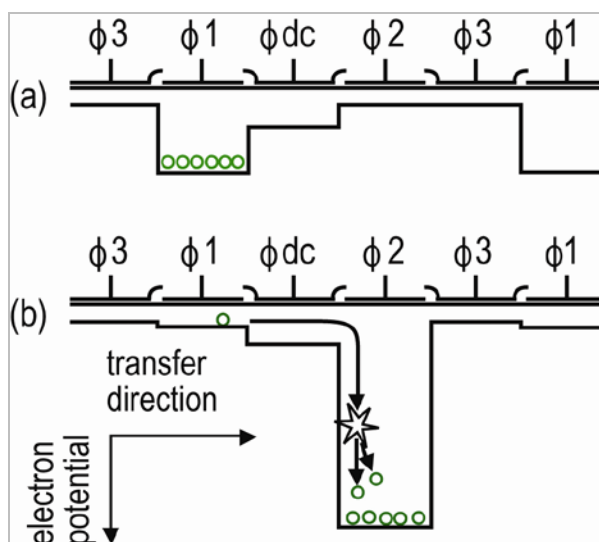 ϕ3 ϕ1 ϕdc ϕ2 ϕ3 ϕ1
(a)
ϕ3 ϕ1 ϕdc ϕ2 ϕ3 ϕ1
(b)
transfer
direction
electron
potential